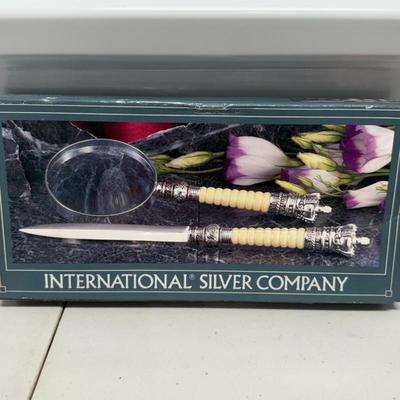 INTERNATIONAL® SILVER COMPANY